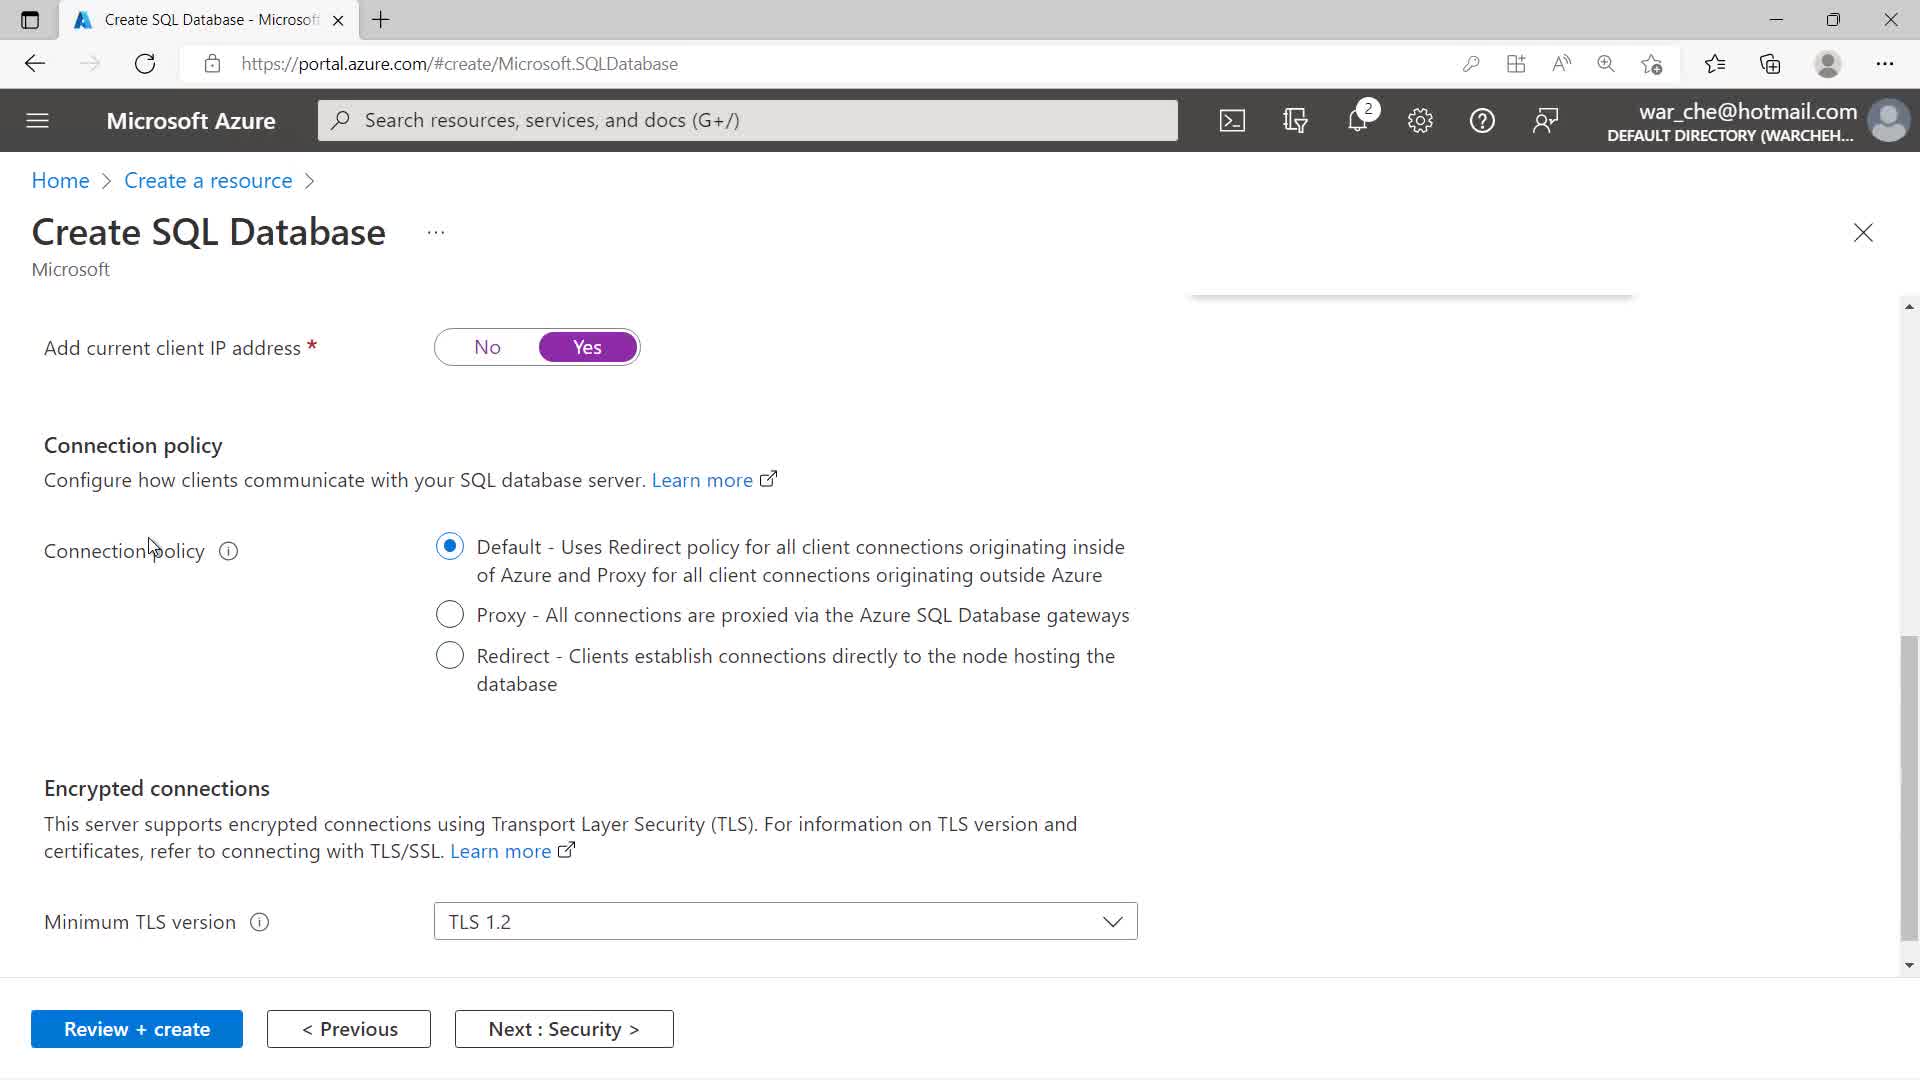 Create SQL Database - Microsof
https://portal.azure.com/#create/Microsoft.SQLDatabase
Microsoft Azure
Search resources, services, and docs (G+/)
2
war_che@hotmail.com
DEFAULT DIRECTORY (WARCHEH...
Home > Create a resource >
Create SQL Database ...
Microsoft
Add current client IP address *
No
Yes
Connection policy
Configure how clients communicate with your SQL database server. Learn more
Connection policy
Default - Uses Redirect policy for all client connections originating inside
of Azure and Proxy for all client connections originating outside Azure
Proxy - All connections are proxied via the Azure SQL Database gateways
Redirect - Clients establish connections directly to the node hosting the
database
Encrypted connections
This server supports encrypted connections using Transport Layer Security (TLS). For information on TLS version and
certificates, refer to connecting with TLS/SSL. Learn more
Minimum TLS version
TLS 1.2
Review + create
< Previous
Next : Security >